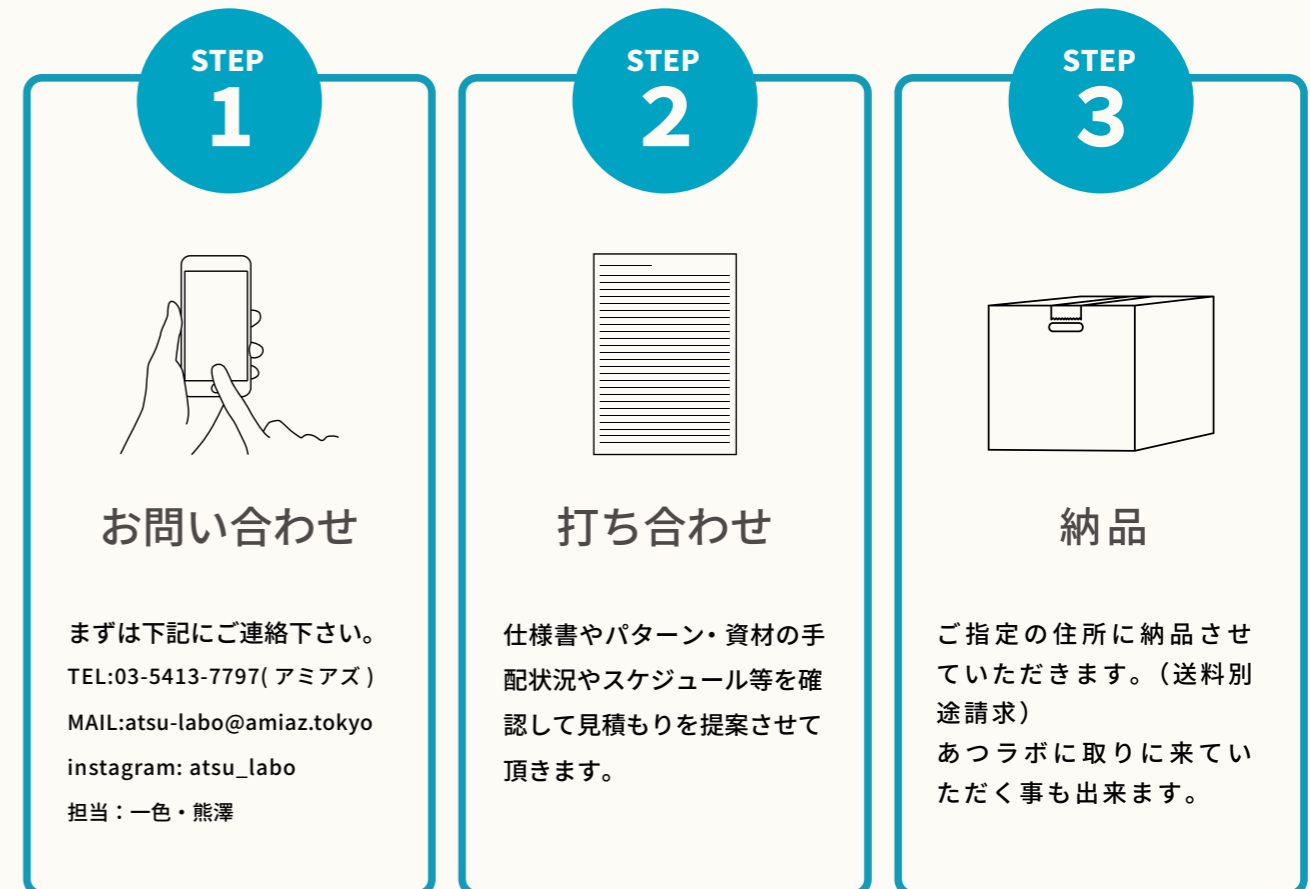 STEP
1
お問い合わせ
まずは下記にご連絡下さい。
TEL:03-5413-7797( アミアズ )
MAIL:atsu-labo@amiaz.tokyo
instagram: atsu_labo
担当：一色・熊澤
STEP
2
打ち合わせ
仕様書やパターン・資材の手
配状況やスケジュール等を確
認して見積もりを提案させて
頂きます。
STEP
3
納品
ご指定の住所に納品させ
ていただきます。（送料別
途請求）
あつラボに取りに来てい
ただく事も出来ます。